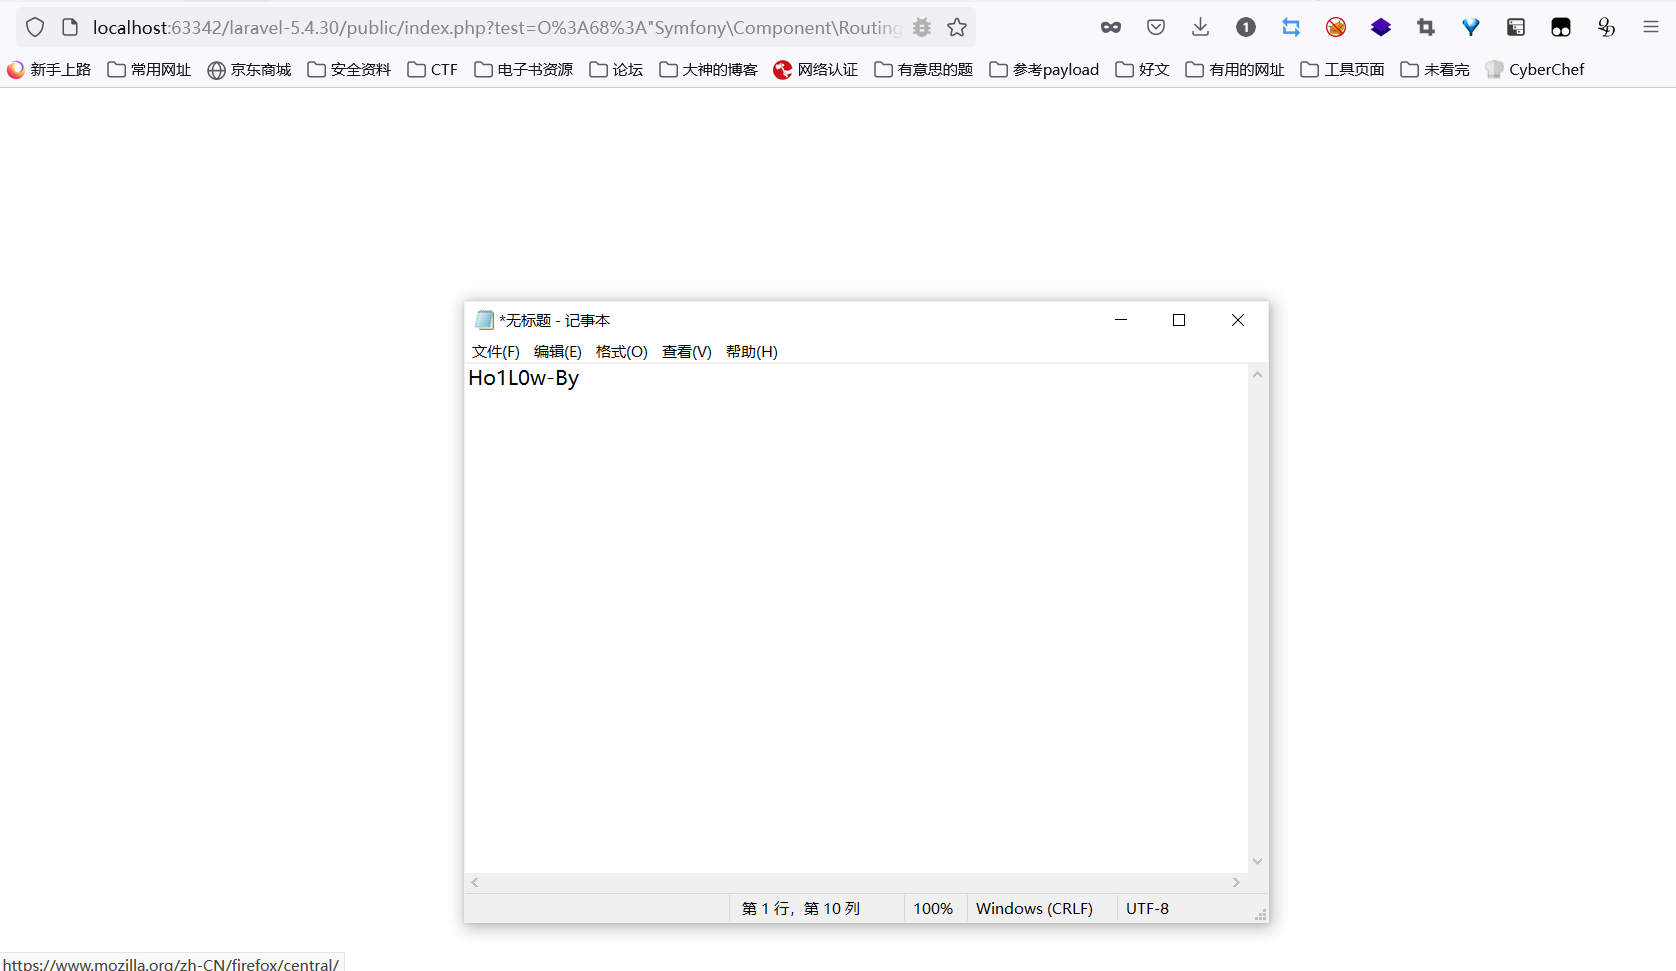 localhost:63342/laravel-5.4.30/public/index.php?test=O%3A68%3A"Symfony\Component\Routing
新手上路 常用网址 京东商城 安全资料 CTF 电子书资源 论坛 大神的博客 网络认证 有意思的题 参考payload 好文 有用的网址 工具页面 未看完 CyberChef
*无标题 - 记事本
文件(F) 编辑(E) 格式(O) 查看(V) 帮助(H)
Ho1L0w-By
第 1 行，第 10 列 100% Windows (CRLF) UTF-8
https://www.mozilla.org/zh-CN/firefox/central/